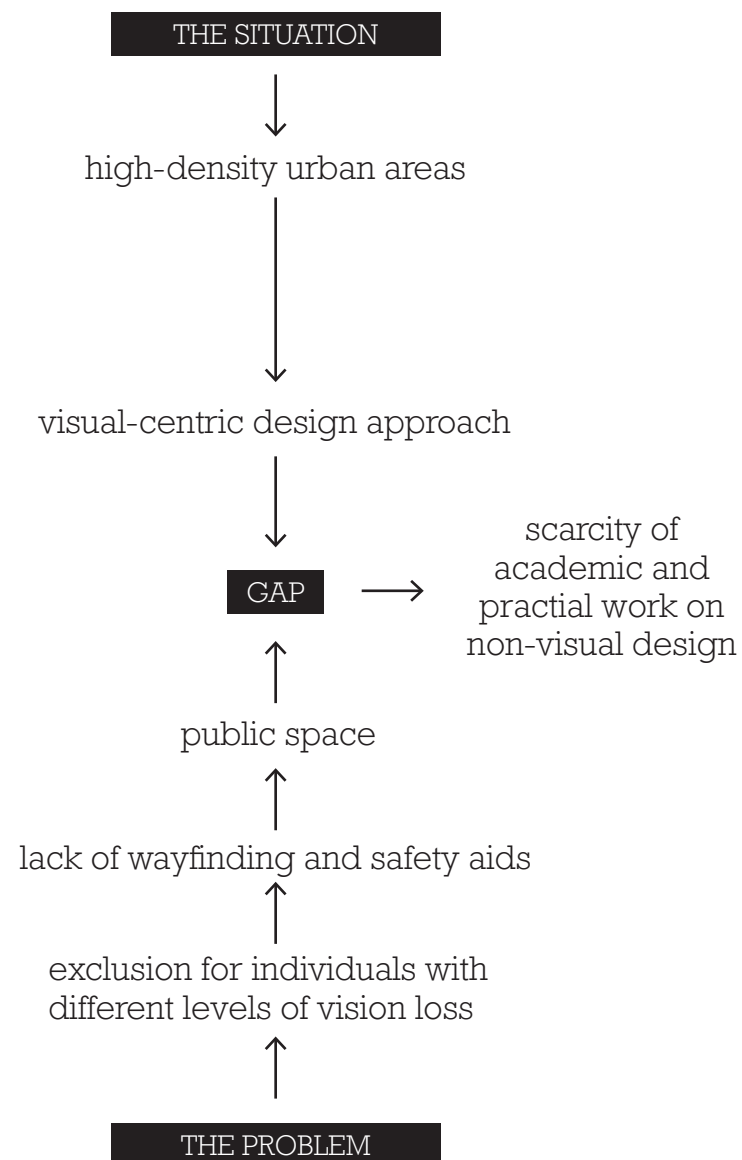 THE SITUATION
high-density urban areas
visual-centric design approach
GAP
scarcity of
academic and
practial work on
non-visual design
public space
lack of wayfinding and safety aids
exclusion for individuals with
different levels of vision loss
THE PROBLEM